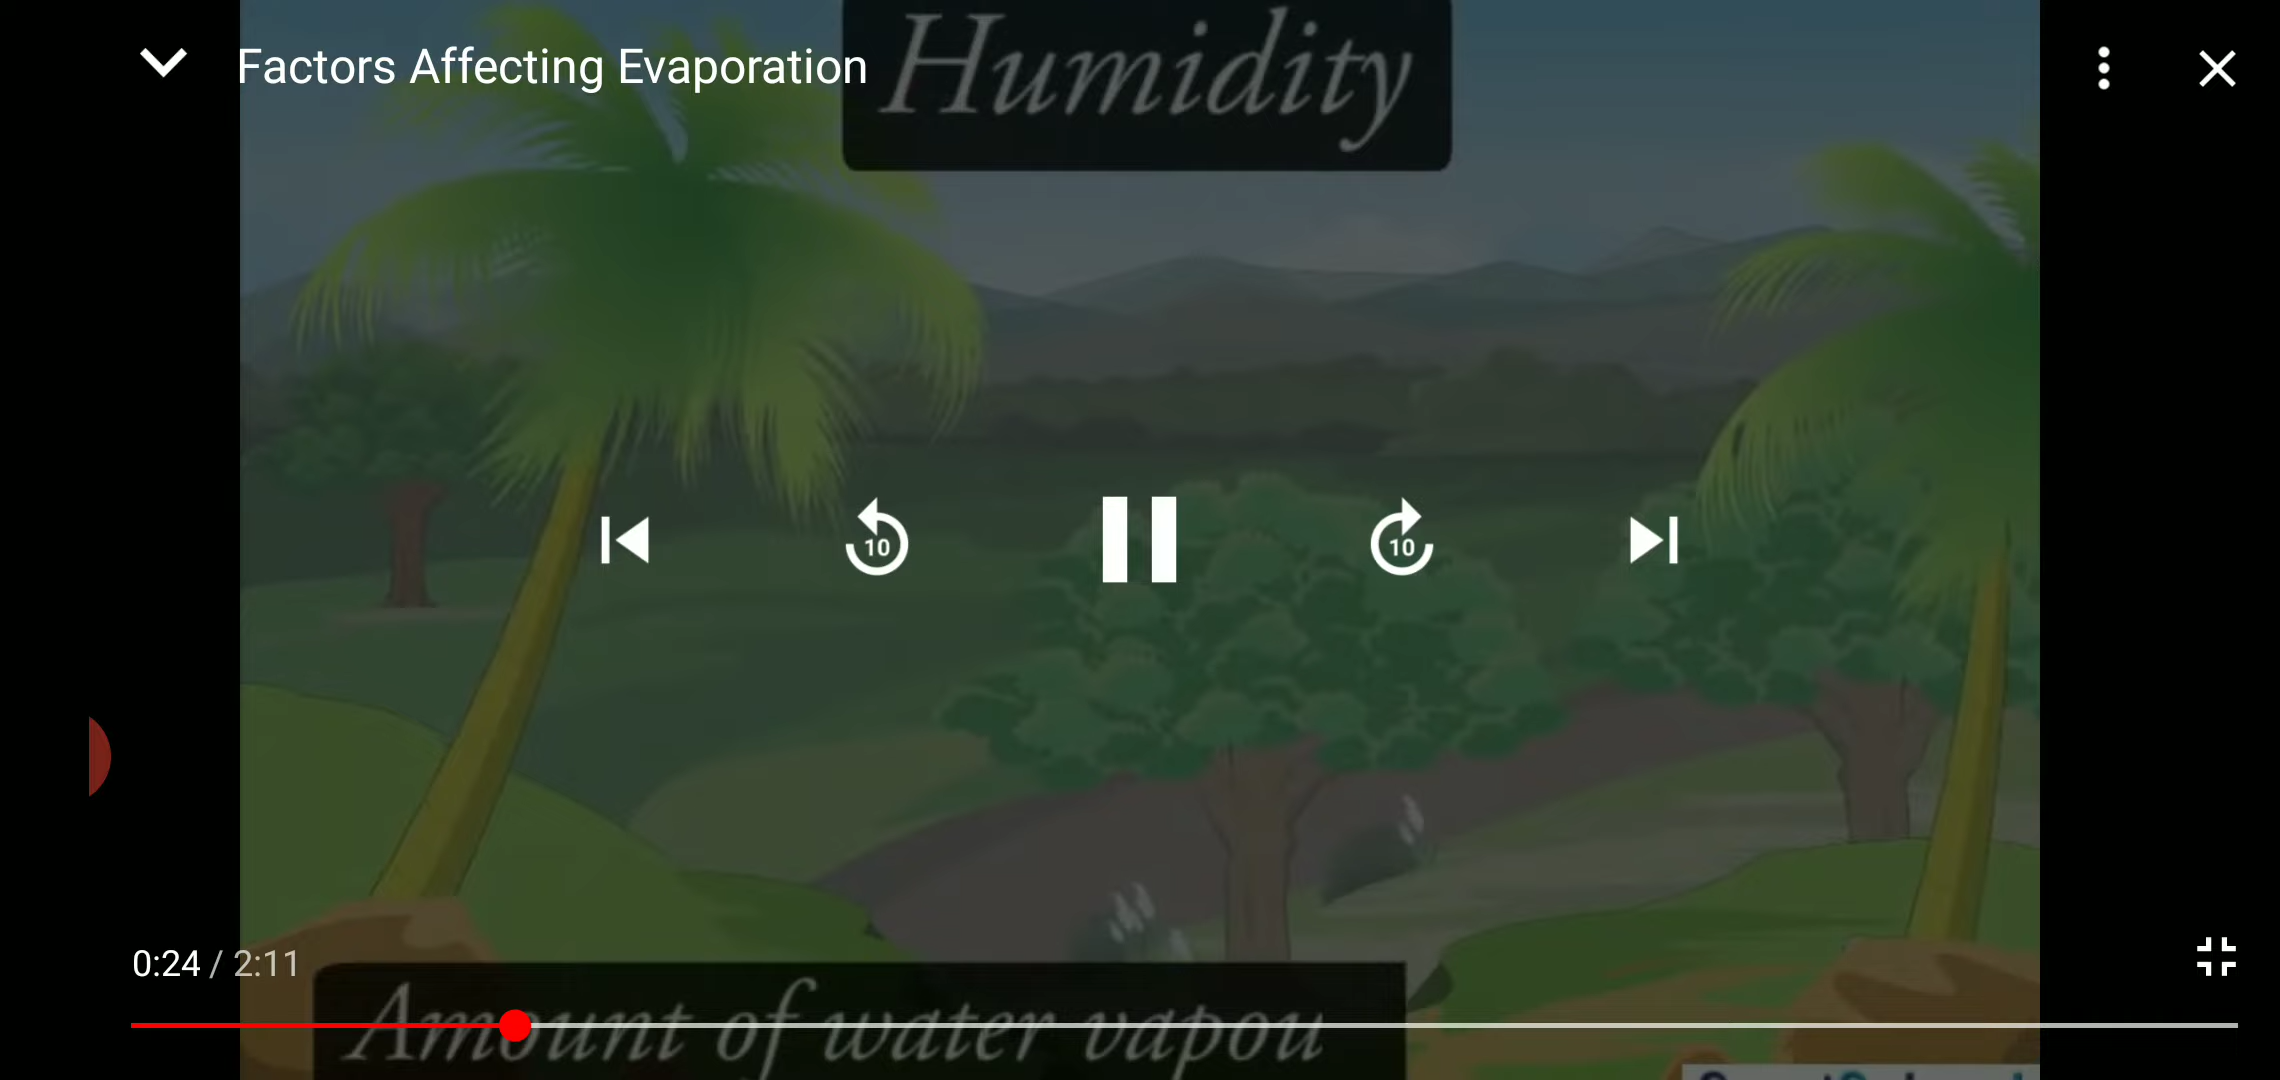 Factors Affecting Evaporation
Humidity
10
10
0:24 / 2:11
Amount of water vapou